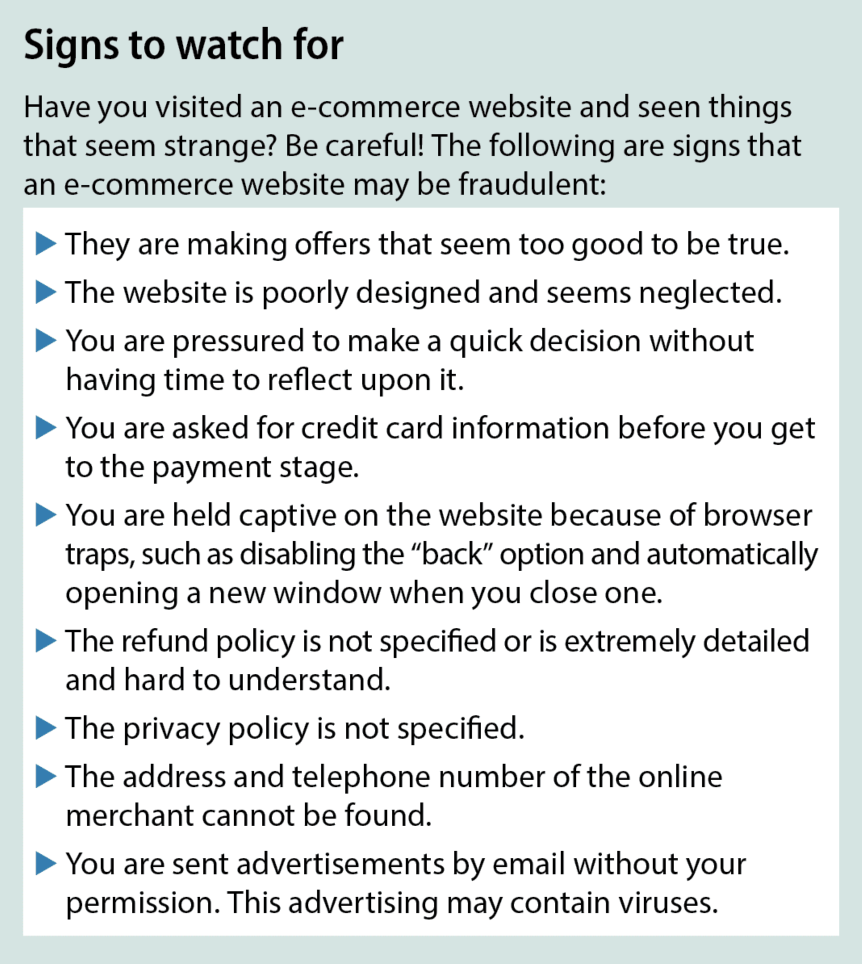 Signs to watch for
Have you visited an e-commerce website and seen things
that seem strange? Be careful! The following are signs that
an e-commerce website may be fraudulent:
▶ They are making offers that seem too good to be true.
▶ The website is poorly designed and seems neglected.
▶ You are pressured to make a quick decision without
having time to reflect upon it.
▶ You are asked for credit card information before you get
to the payment stage.
▶ You are held captive on the website because of browser
traps, such as disabling the “back” option and automatically
opening a new window when you close one.
▶ The refund policy is not specified or is extremely detailed
and hard to understand.
▶ The privacy policy is not specified.
▶ The address and telephone number of the online
merchant cannot be found.
▶ You are sent advertisements by email without your
permission. This advertising may contain viruses.